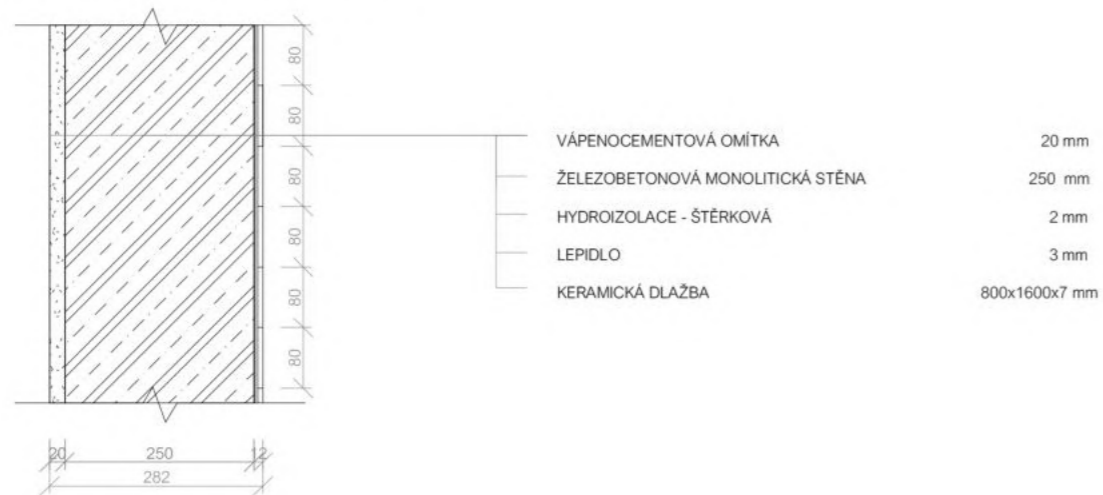 80
80
80
80
80
80
VÁPENOCEMENTOVÁ OMÍTKA 20 mm
ŽELEZOBETONOVÁ MONOLITICKÁ STĚNA 250 mm
HYDROIZOLACE - ŠTĚRKOVÁ 2 mm
LEPIDLO 3 mm
KERAMICKÁ DLAŽBA 800x1600x7 mm
20 250 12
282